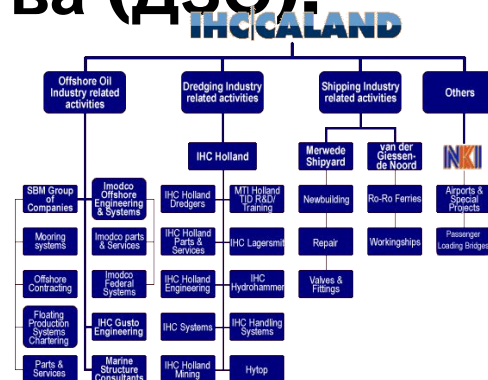 ва (ДЗО).
IHC CALAND
Offshore Oil
Industry related
activities
Dredging Industry
related activities
Shipping Industry
related activities
Others
IHC Holland
Merwede
Shipyard
van der
Giessen-
de Noord
NKI
SBM Group
of
Companies
Imodco
Offshore
Engineering
& Systems
IHC Holland
Dredgers
MTI Holland
TID R&D/
Training
Newbuilding
Ro-Ro Ferries
Airports &
Special
Projects
Mooring
systems
Imodco parts
& Services
IHC Holland
Parts &
Services
IHC Lagersmit
Repair
Workingships
Passenger
Loading Bridges
Offshore
Contracting
Imodco
Federal
Systems
IHC Holland
Engineering
IHC
Hydrohammer
Valves &
Fittings
Floating
Production
Systems
Chartering
IHC Gusto
Engineering
IHC Systems
IHC Handling
Systems
Parts &
Services
Marine
Structure
Consultants
IHC Holland
Mining
Hytop